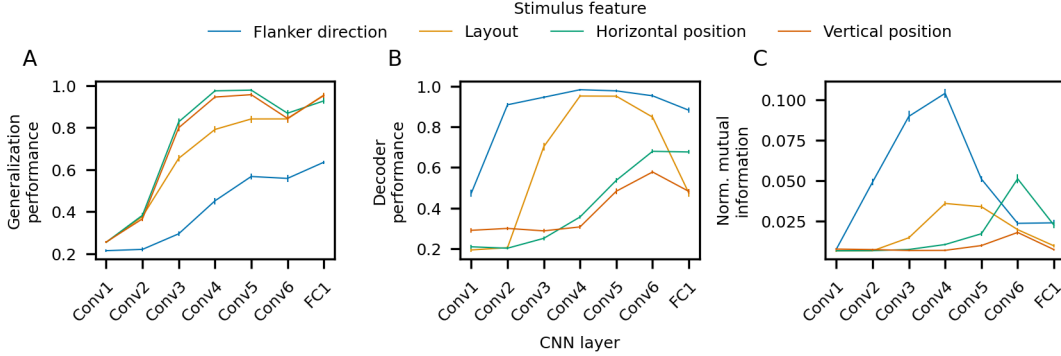 Stimulus feature
Flanker direction Layout Horizontal position Vertical position
A
Generalization
performance
1.0
0.8
0.6
0.4
0.2
Conv1 Conv2 Conv3 Conv4 Conv5 Conv6 FC1
B
Decoder
performance
1.0
0.8
0.6
0.4
0.2
Conv1 Conv2 Conv3 Conv4 Conv5 Conv6 FC1
C
Norm. mutual
information
0.100
0.075
0.050
0.025
Conv1 Conv2 Conv3 Conv4 Conv5 Conv6 FC1
CNN layer